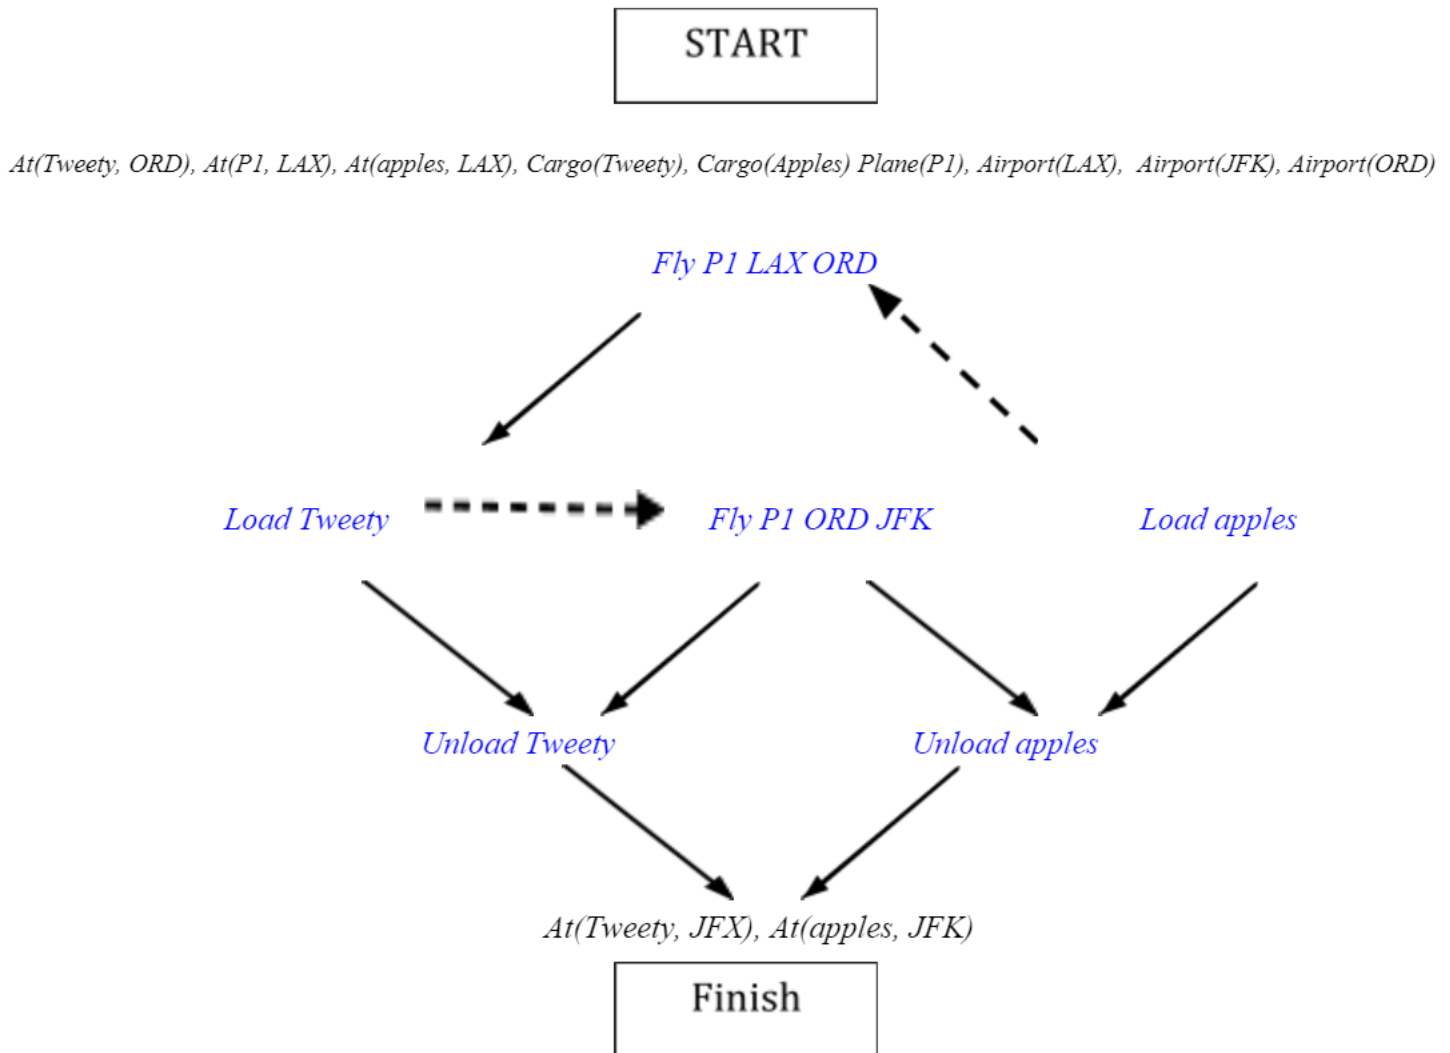 START
At(Tweety, ORD), At(P1, LAX), At(apples, LAX), Cargo(Tweety), Cargo(Apples) Plane(P1), Airport(LAX), Airport(JFK), Airport(ORD)
Fly P1 LAX ORD
Load Tweety
Fly P1 ORD JFK
Load apples
Unload Tweety
Unload apples
At(Tweety, JFX), At(apples, JFK)
Finish